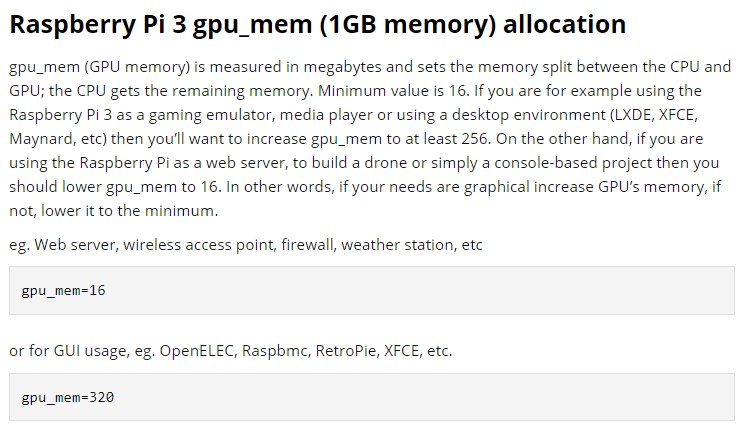 Raspberry Pi 3 gpu_mem (1GB memory) allocation
gpu_mem (GPU memory) is measured in megabytes and sets the memory split between the CPU and
GPU; the CPU gets the remaining memory. Minimum value is 16. If you are for example using the
Raspberry Pi 3 as a gaming emulator, media player or using a desktop environment (LXDE, XFCE,
Maynard, etc) then you’ll want to increase gpu_mem to at least 256. On the other hand, if you are
using the Raspberry Pi as a web server, to build a drone or simply a console-based project then you
should lower gpu_mem to 16. In other words, if your needs are graphical increase GPU’s memory, if
not, lower it to the minimum.
eg. Web server, wireless access point, firewall, weather station, etc
gpu_mem=16
or for GUI usage, eg. OpenELEC, Raspbmc, RetroPie, XFCE, etc.
gpu_mem=320